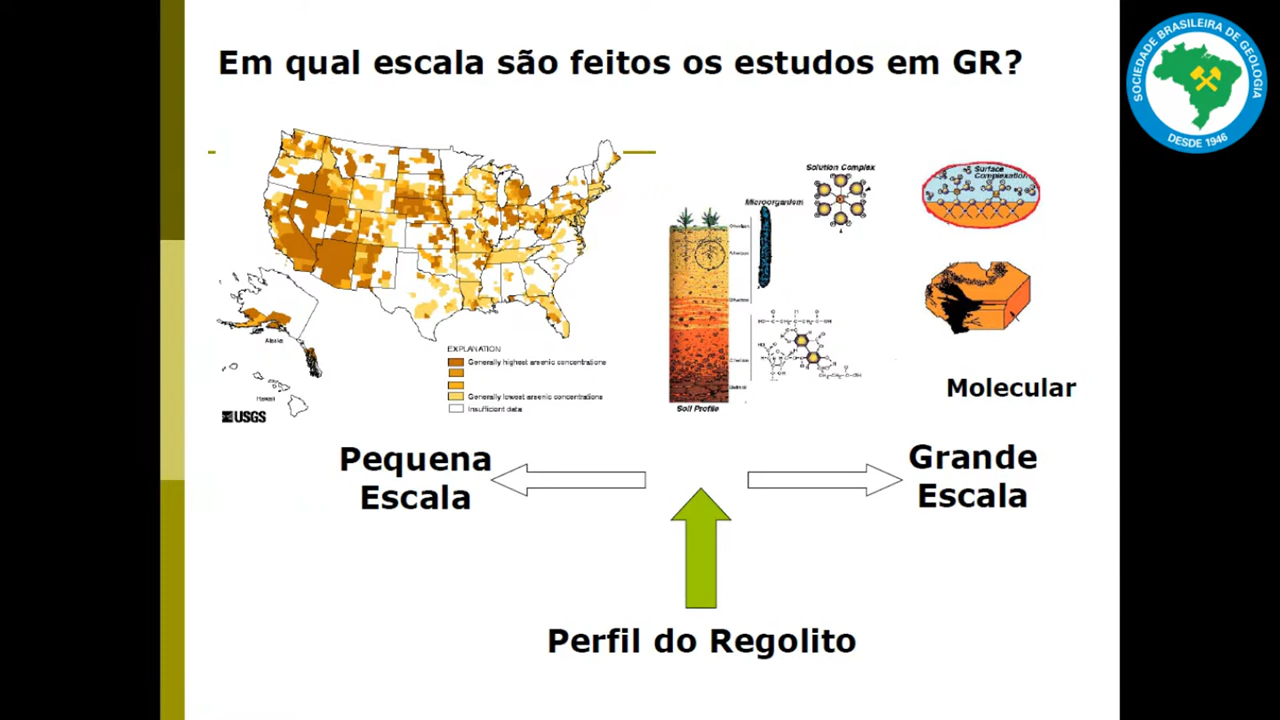 Em qual escala são feitos os estudos em GR?
SOCIEDADE BRASILEIRA DE GEOLOGIA
DESDE 1946
Solution Complex
Surface
Complexation
Microorganism
Alaska
Hawaii
EXPLANATION
Generally highest arsenic concentrations
Generally lowest arsenic concentrations
Insufficient data
USGS
Soil Profile
Molecular
Pequena
Escala
Grande
Escala
Perfil do Regolito